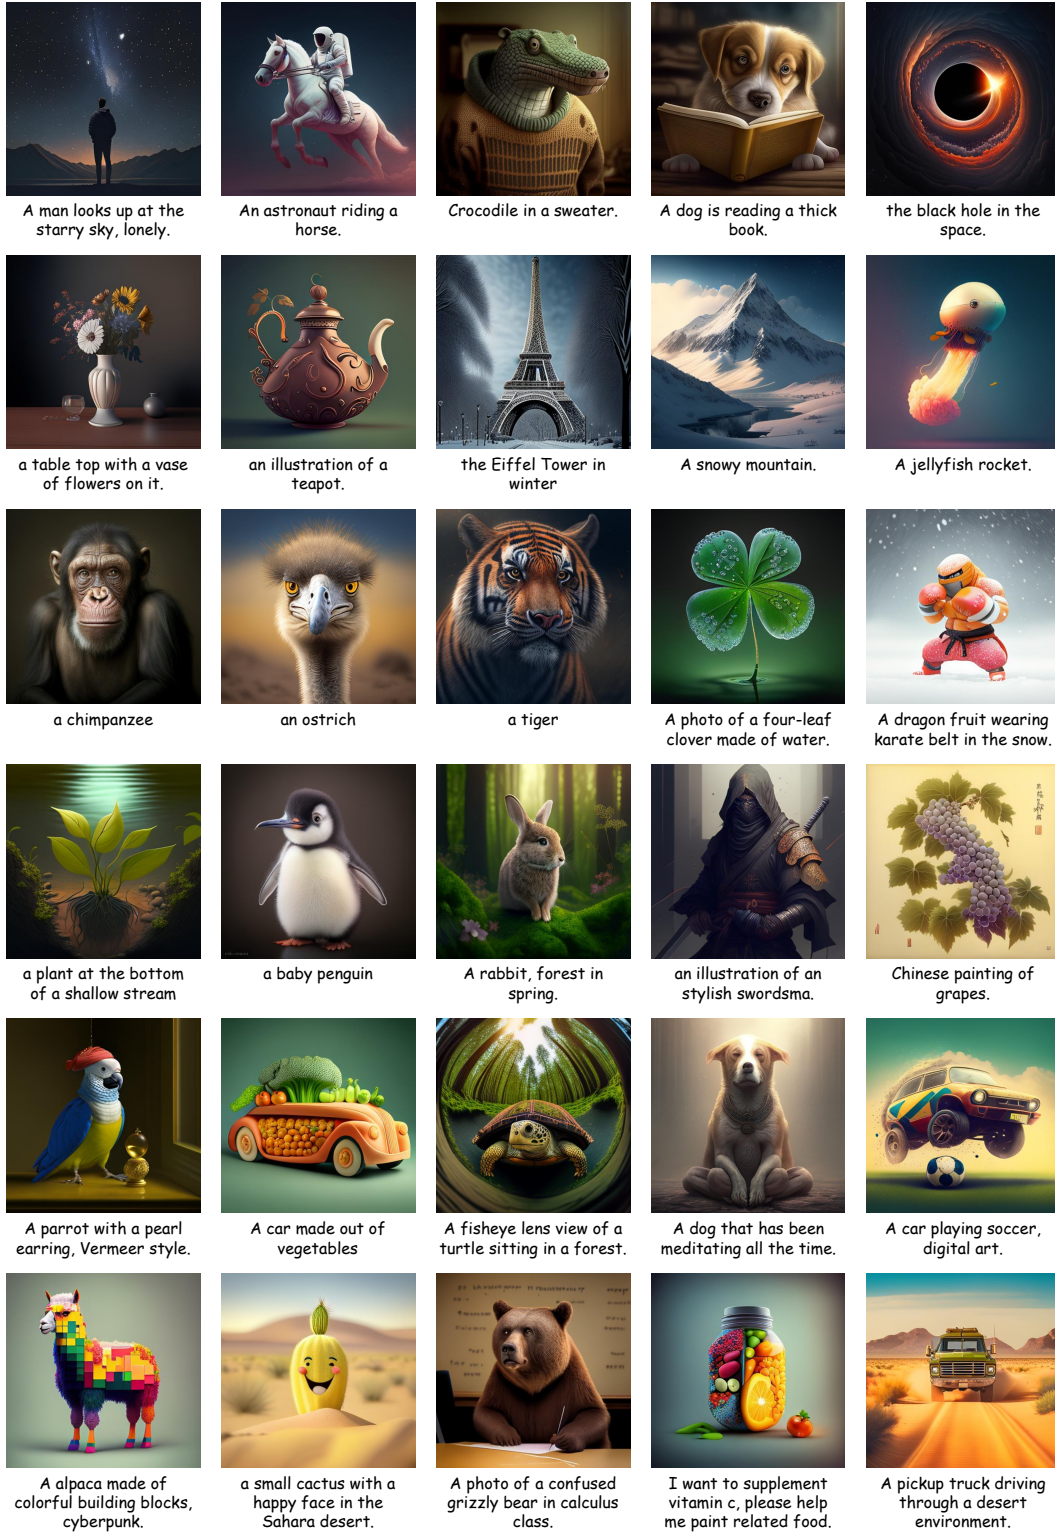 A man looks up at the
starry sky, lonely.
An astronaut riding a
horse.
Crocodile in a sweater.
A dog is reading a thick
book.
the black hole in the
space.
a table top with a vase
of flowers on it.
an illustration of a
teapot.
the Eiffel Tower in
winter
A snowy mountain.
A jellyfish rocket.
a chimpanzee
an ostrich
a tiger
A photo of a four-leaf
clover made of water.
A dragon fruit wearing
karate belt in the snow.
a plant at the bottom
of a shallow stream
a baby penguin
A rabbit, forest in
spring.
an illustration of an
stylish swordsma.
Chinese painting of
grapes.
A parrot with a pearl
earring, Vermeer style.
A car made out of
vegetables
A fisheye lens view of a
turtle sitting in a forest.
A dog that has been
meditating all the time.
A car playing soccer,
digital art.
A alpaca made of
colorful building blocks,
cyberpunk.
a small cactus with a
happy face in the
Sahara desert.
A photo of a confused
grizzly bear in calculus
class.
I want to supplement
vitamin c, please help
me paint related food.
A pickup truck driving
through a desert
environment.